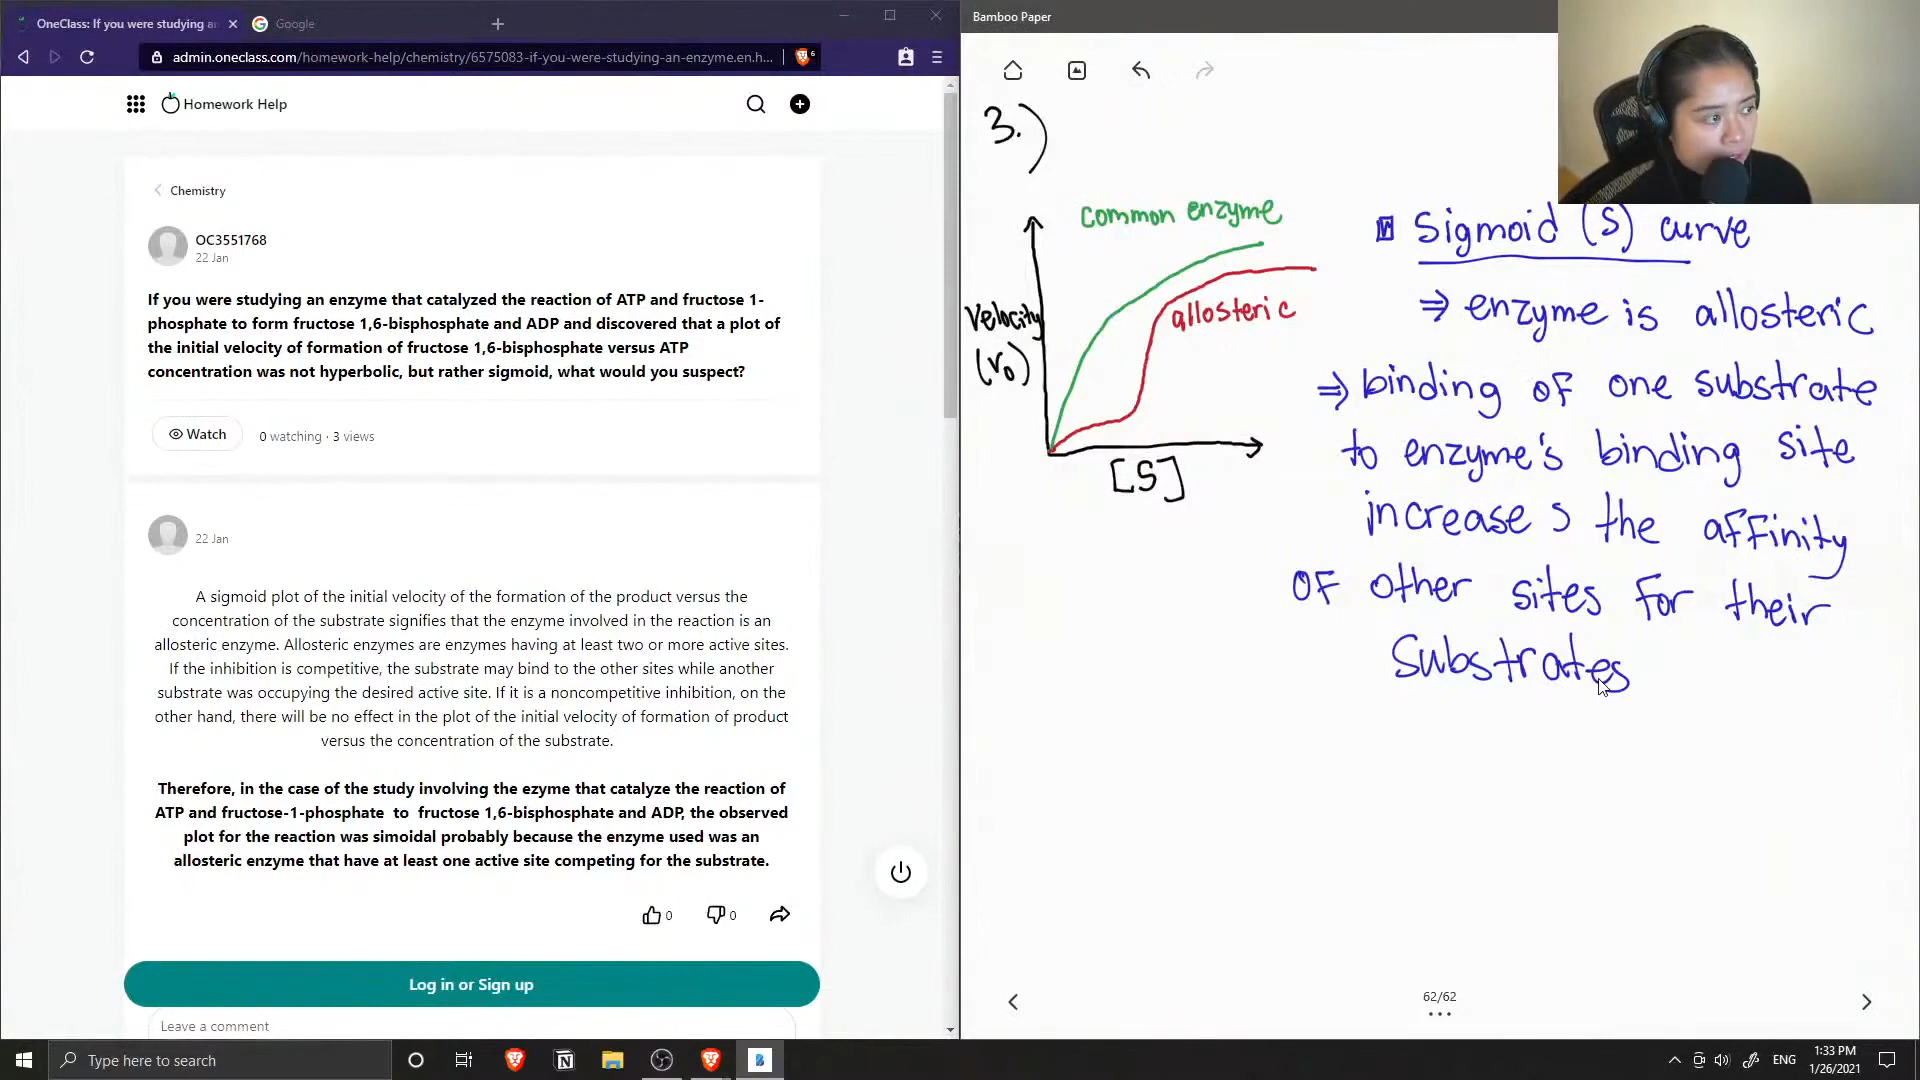 OneClass: If you were studying an
Google
admin.oneclass.com/homework-help/chemistry/6575083-if-you-were-studying-an-enzyme.en.h...
6
Homework Help
Chemistry
OC3551768
22 Jan
If you were studying an enzyme that catalyzed the reaction of ATP and fructose 1-
phosphate to form fructose 1,6-bisphosphate and ADP and discovered that a plot of
the initial velocity of formation of fructose 1,6-bisphosphate versus ATP
concentration was not hyperbolic, but rather sigmoid, what would you suspect?
Watch
0 watching · 3 views
22 Jan
A sigmoid plot of the initial velocity of the formation of the product versus the
concentration of the substrate signifies that the enzyme involved in the reaction is an
allosteric enzyme. Allosteric enzymes are enzymes having at least two or more active sites.
If the inhibition is competitive, the substrate may bind to the other sites while another
substrate was occupying the desired active site. If it is a noncompetitive inhibition, on the
other hand, there will be no effect in the plot of the initial velocity of formation of product
versus the concentration of the substrate.
Therefore, in the case of the study involving the ezyme that catalyze the reaction of
ATP and fructose-1-phosphate to fructose 1,6-bisphosphate and ADP, the observed
plot for the reaction was simoidal probably because the enzyme used was an
allosteric enzyme that have at least one active site competing for the substrate.
0
0
Log in or Sign up
Leave a comment
Bamboo Paper
3.)
common enzyme
allosteric
Velocity
(V₀)
[S]
Sigmoid (S) curve
⇒ enzyme is allosteric
⇒ binding of one substrate
to enzyme's binding site
increases the affinity
of other sites for their
Substrates
62/62
Type here to search
ENG
1:33 PM
1/26/2021